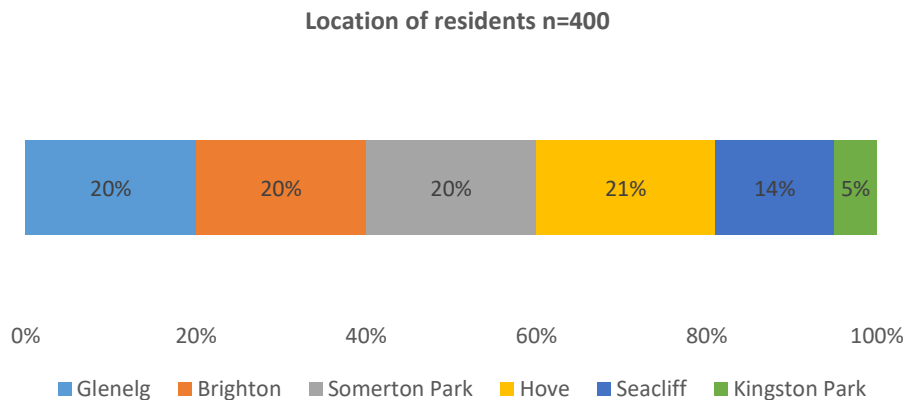 Location of residents n=400
20% 20% 20% 21% 14% 5%
0% 20% 40% 60% 80% 100%
Glenelg Brighton Somerton Park Hove Seacliff Kingston Park